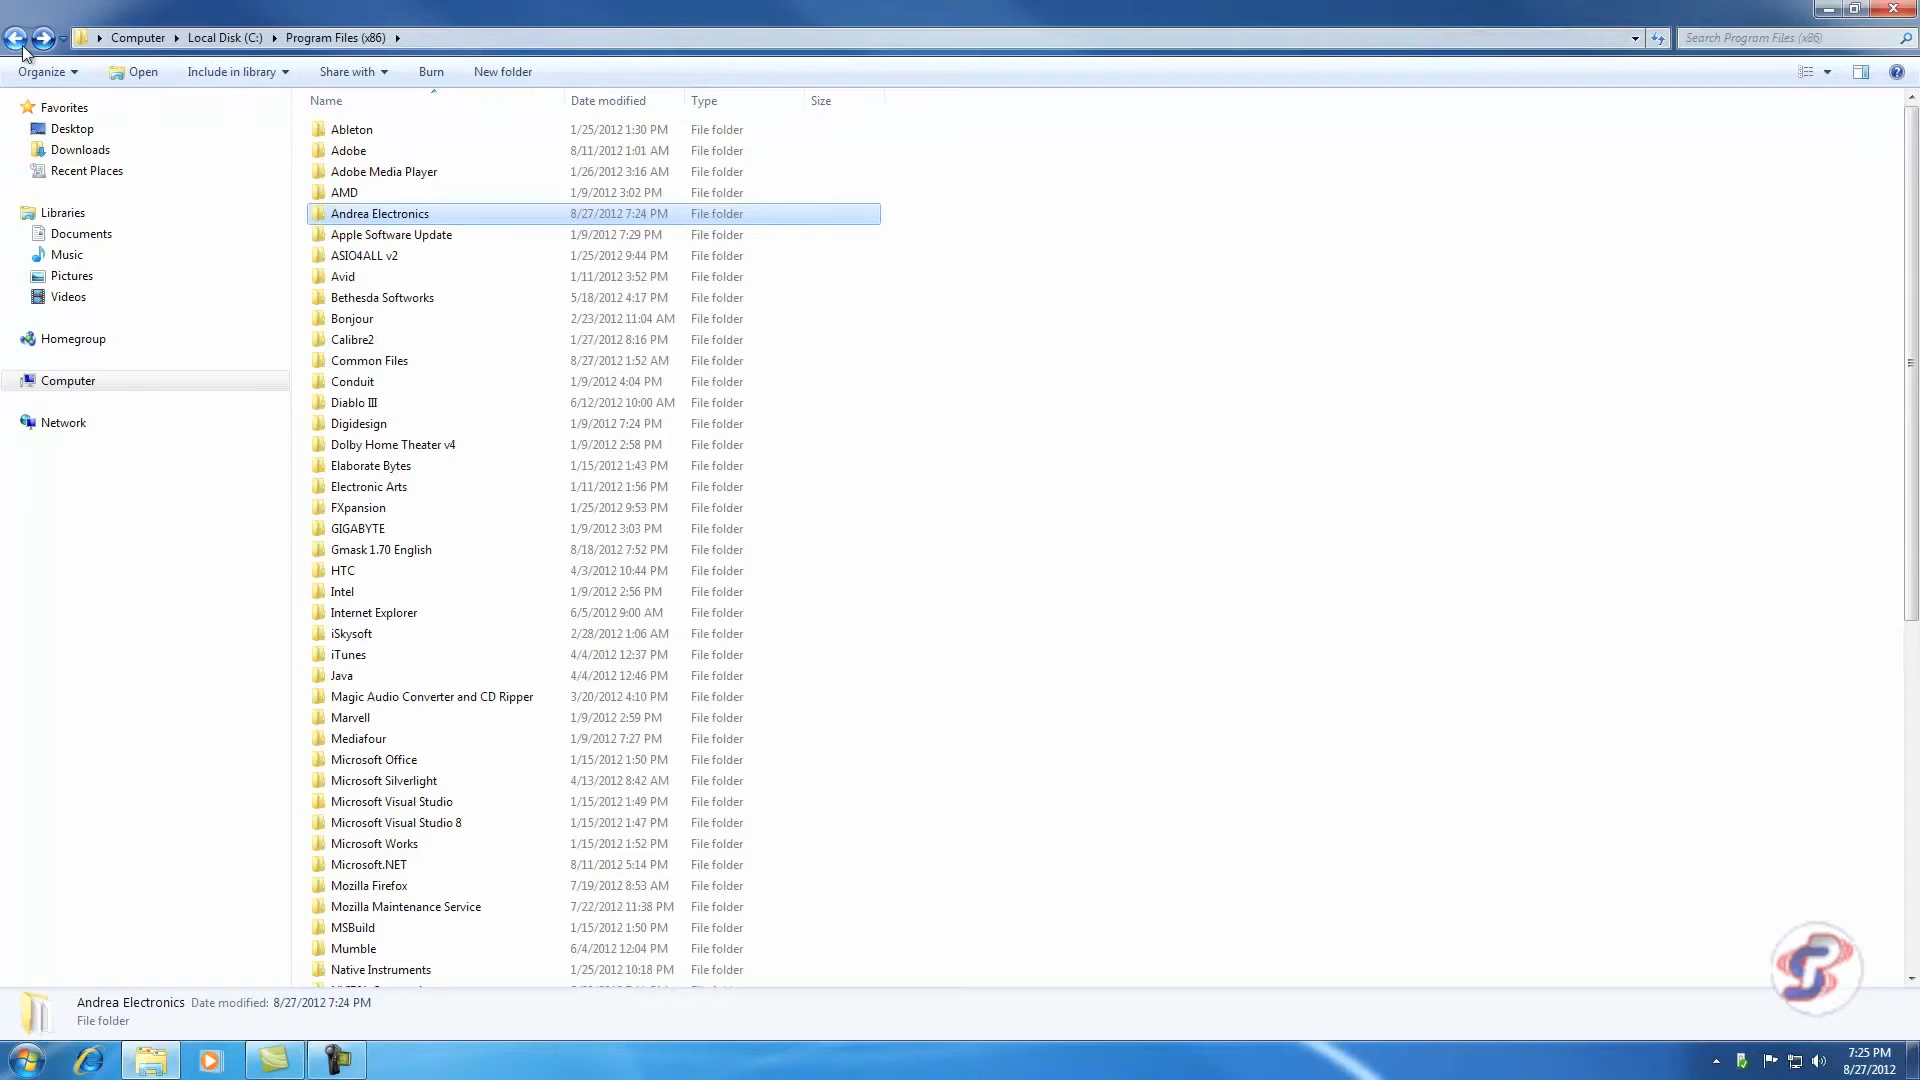 Computer Local Disk (C:) Program Files (x86)
Search Program Files (x86)
Organize Open Include in library Share with Burn New folder
Favorites
Desktop
Downloads
Recent Places
Libraries
Documents
Music
Pictures
Videos
Homegroup
Computer
Network
Name Date modified Type Size
Ableton 1/25/2012 1:30 PM File folder
Adobe 8/11/2012 1:01 AM File folder
Adobe Media Player 1/26/2012 3:16 AM File folder
AMD 1/9/2012 3:02 PM File folder
Andrea Electronics 8/27/2012 7:24 PM File folder
Apple Software Update 1/9/2012 7:29 PM File folder
ASIO4ALL v2 1/25/2012 9:44 PM File folder
Avid 1/11/2012 3:52 PM File folder
Bethesda Softworks 5/18/2012 4:17 PM File folder
Bonjour 2/23/2012 11:04 AM File folder
Calibre2 1/27/2012 8:16 PM File folder
Common Files 8/27/2012 1:52 AM File folder
Conduit 1/9/2012 4:04 PM File folder
Diablo III 6/12/2012 10:00 AM File folder
Digidesign 1/9/2012 7:24 PM File folder
Dolby Home Theater v4 1/9/2012 2:58 PM File folder
Elaborate Bytes 1/15/2012 1:43 PM File folder
Electronic Arts 1/11/2012 1:56 PM File folder
FXpansion 1/25/2012 9:53 PM File folder
GIGABYTE 1/9/2012 3:03 PM File folder
Gmask 1.70 English 8/18/2012 7:52 PM File folder
HTC 4/3/2012 10:44 PM File folder
Intel 1/9/2012 2:56 PM File folder
Internet Explorer 6/5/2012 9:00 AM File folder
iSkysoft 2/28/2012 1:06 AM File folder
iTunes 4/4/2012 12:37 PM File folder
Java 4/4/2012 12:46 PM File folder
Magic Audio Converter and CD Ripper 3/20/2012 4:10 PM File folder
Marvell 1/9/2012 2:59 PM File folder
Mediafour 1/9/2012 7:27 PM File folder
Microsoft Office 1/15/2012 1:50 PM File folder
Microsoft Silverlight 4/13/2012 8:42 AM File folder
Microsoft Visual Studio 1/15/2012 1:49 PM File folder
Microsoft Visual Studio 8 1/15/2012 1:47 PM File folder
Microsoft Works 1/15/2012 1:52 PM File folder
Microsoft.NET 8/11/2012 5:14 PM File folder
Mozilla Firefox 7/19/2012 8:53 AM File folder
Mozilla Maintenance Service 7/22/2012 11:38 PM File folder
MSBuild 1/15/2012 1:50 PM File folder
Mumble 6/4/2012 12:04 PM File folder
Native Instruments 1/25/2012 10:18 PM File folder
Andrea Electronics Date modified: 8/27/2012 7:24 PM
File folder
7:25 PM
8/27/2012